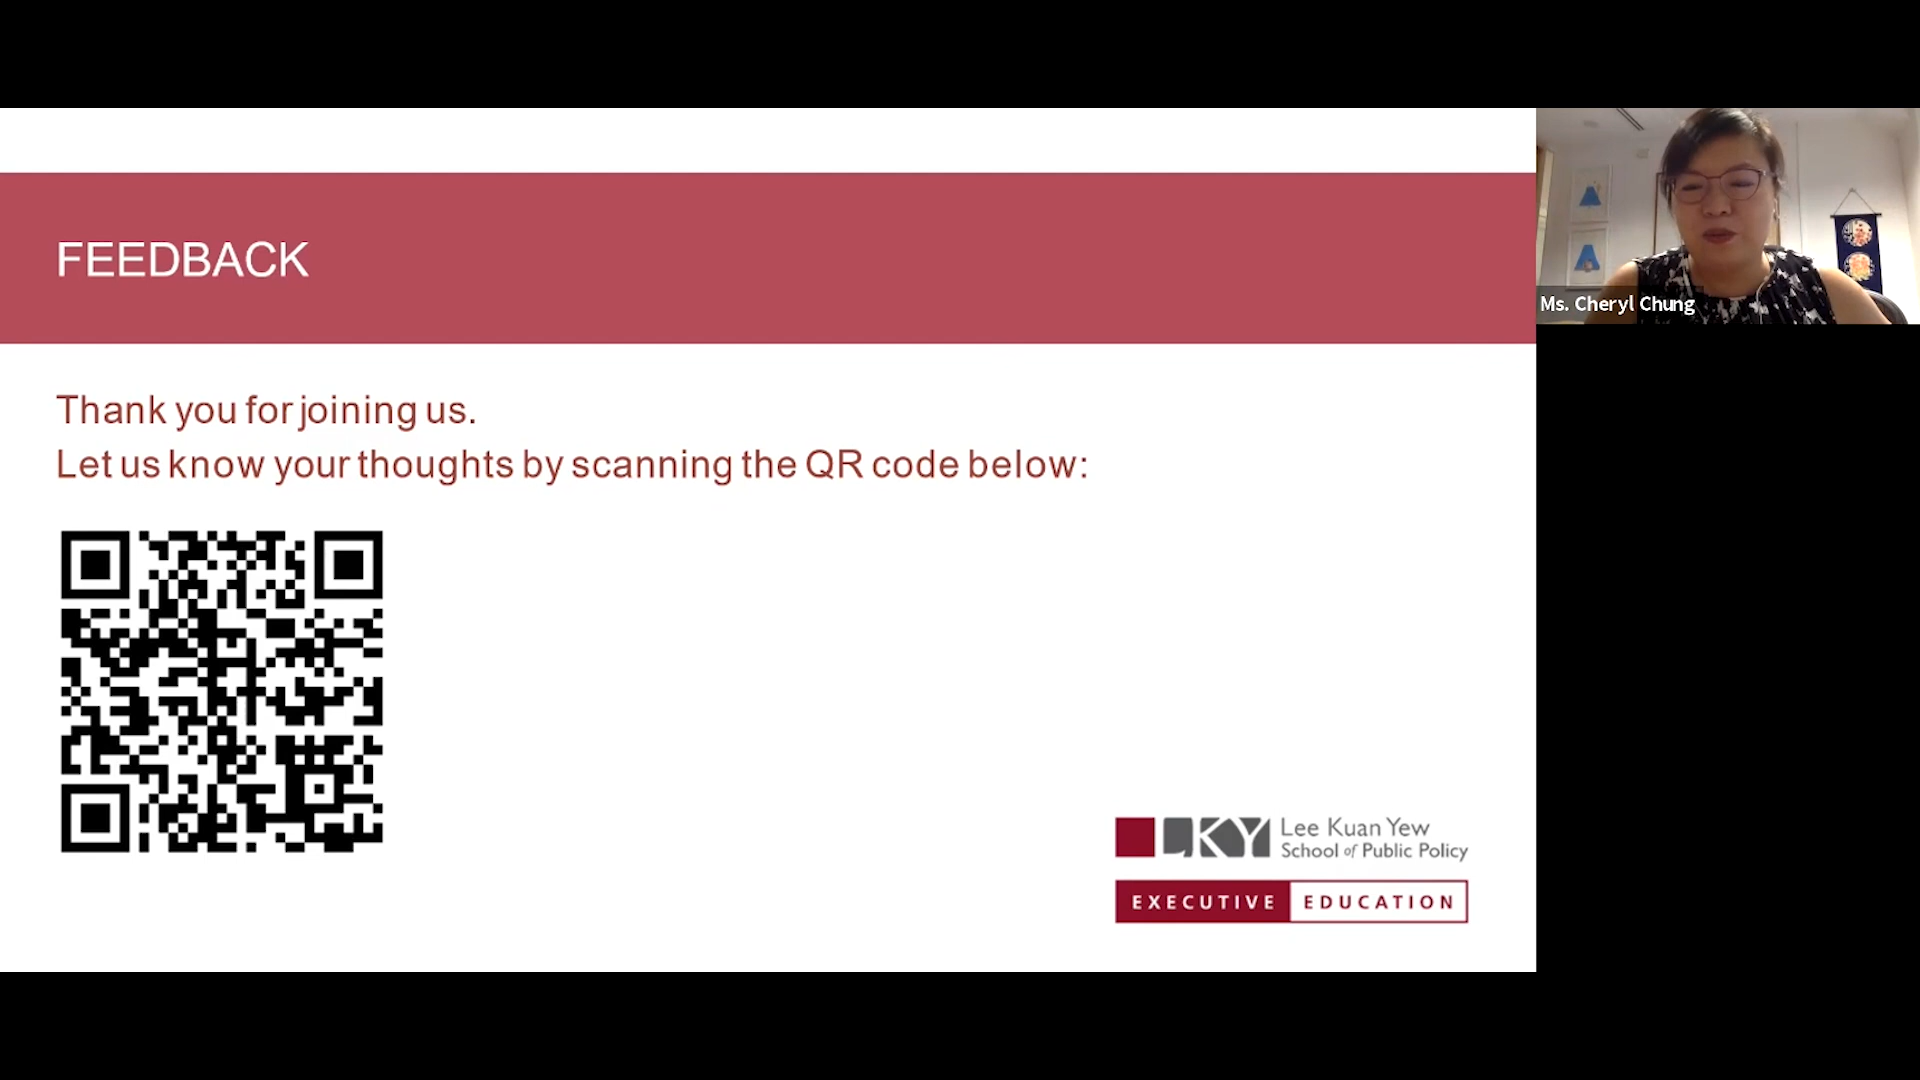 FEEDBACK
Ms. Cheryl Chung
Thank you for joining us.
Let us know your thoughts by scanning the QR code below:
LKY
Lee Kuan Yew
School of Public Policy
EXECUTIVE EDUCATION